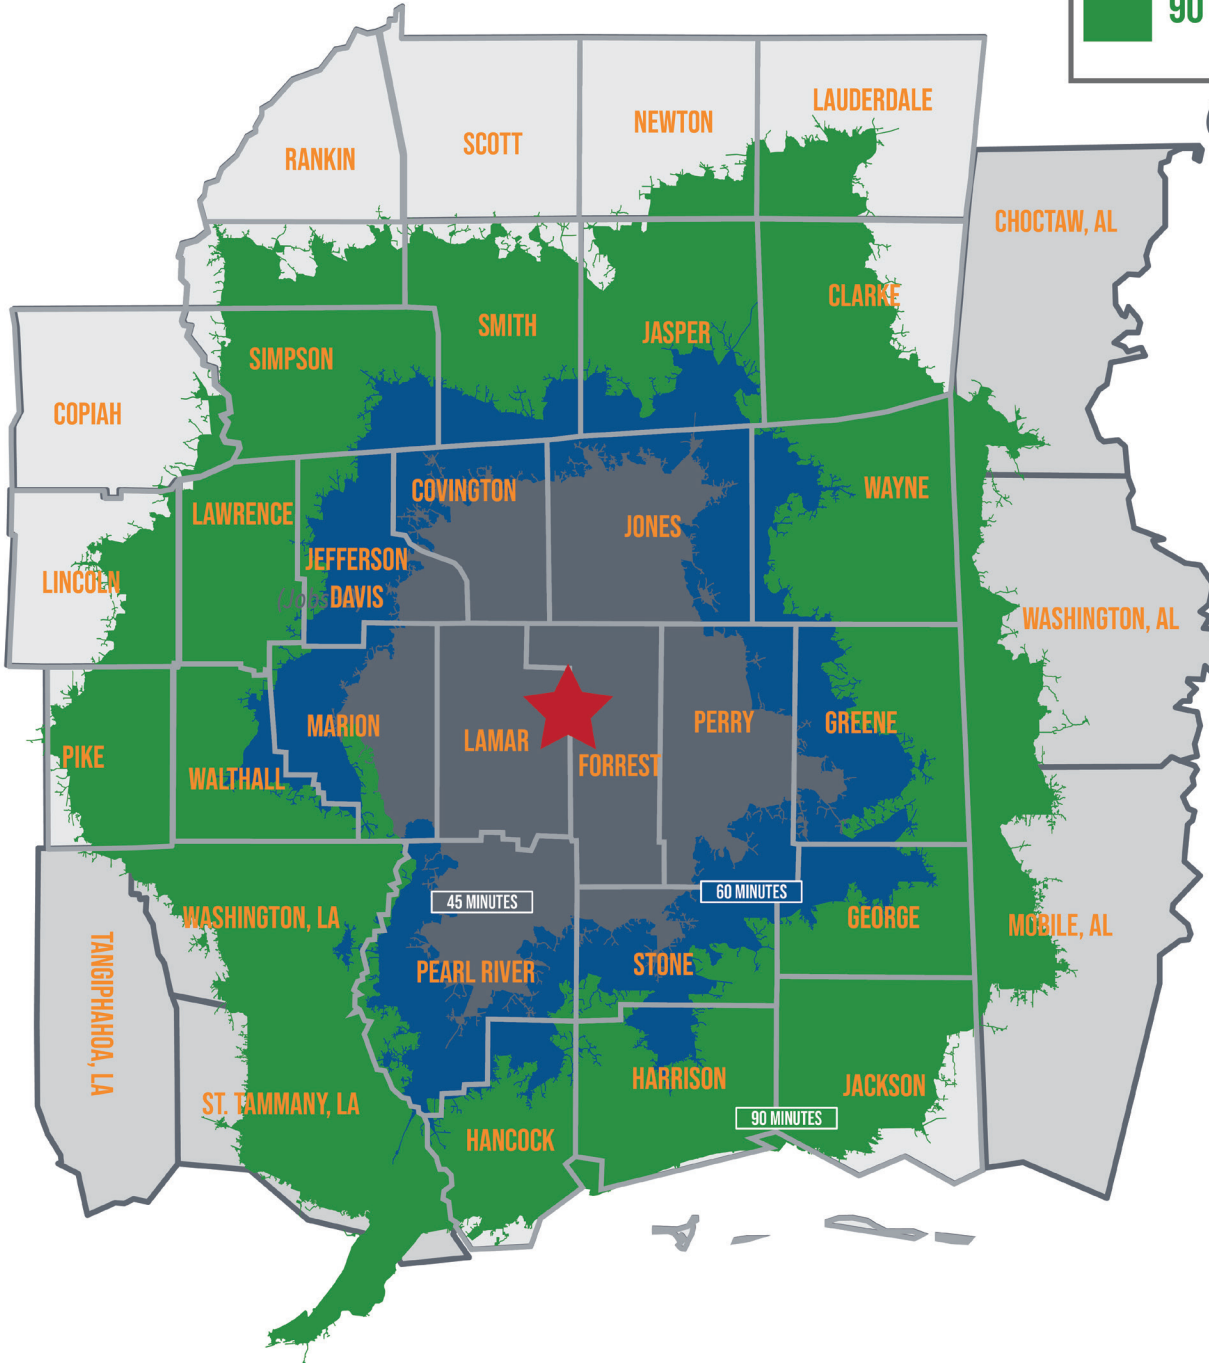 90
LAUDERDALE
NEWTON
SCOTT
RANKIN
CHOCTAW, AL
CLARKE
SMITH
JASPER
SIMPSON
COPIAH
COVINGTON
WAYNE
LAWRENCE
JONES
JEFFERSON
DAVIS
LINCOLN
WASHINGTON, AL
MARION
PERRY
GREENE
LAMAR
FORREST
PIKE
WALTHALL
60 MINUTES
45 MINUTES
WASHINGTON, LA
GEORGE
MOBILE, AL
STONE
PEARL RIVER
TANGIPHAHOA, LA
HARRISON
JACKSON
ST. TAMMANY, LA
90 MINUTES
HANCOCK